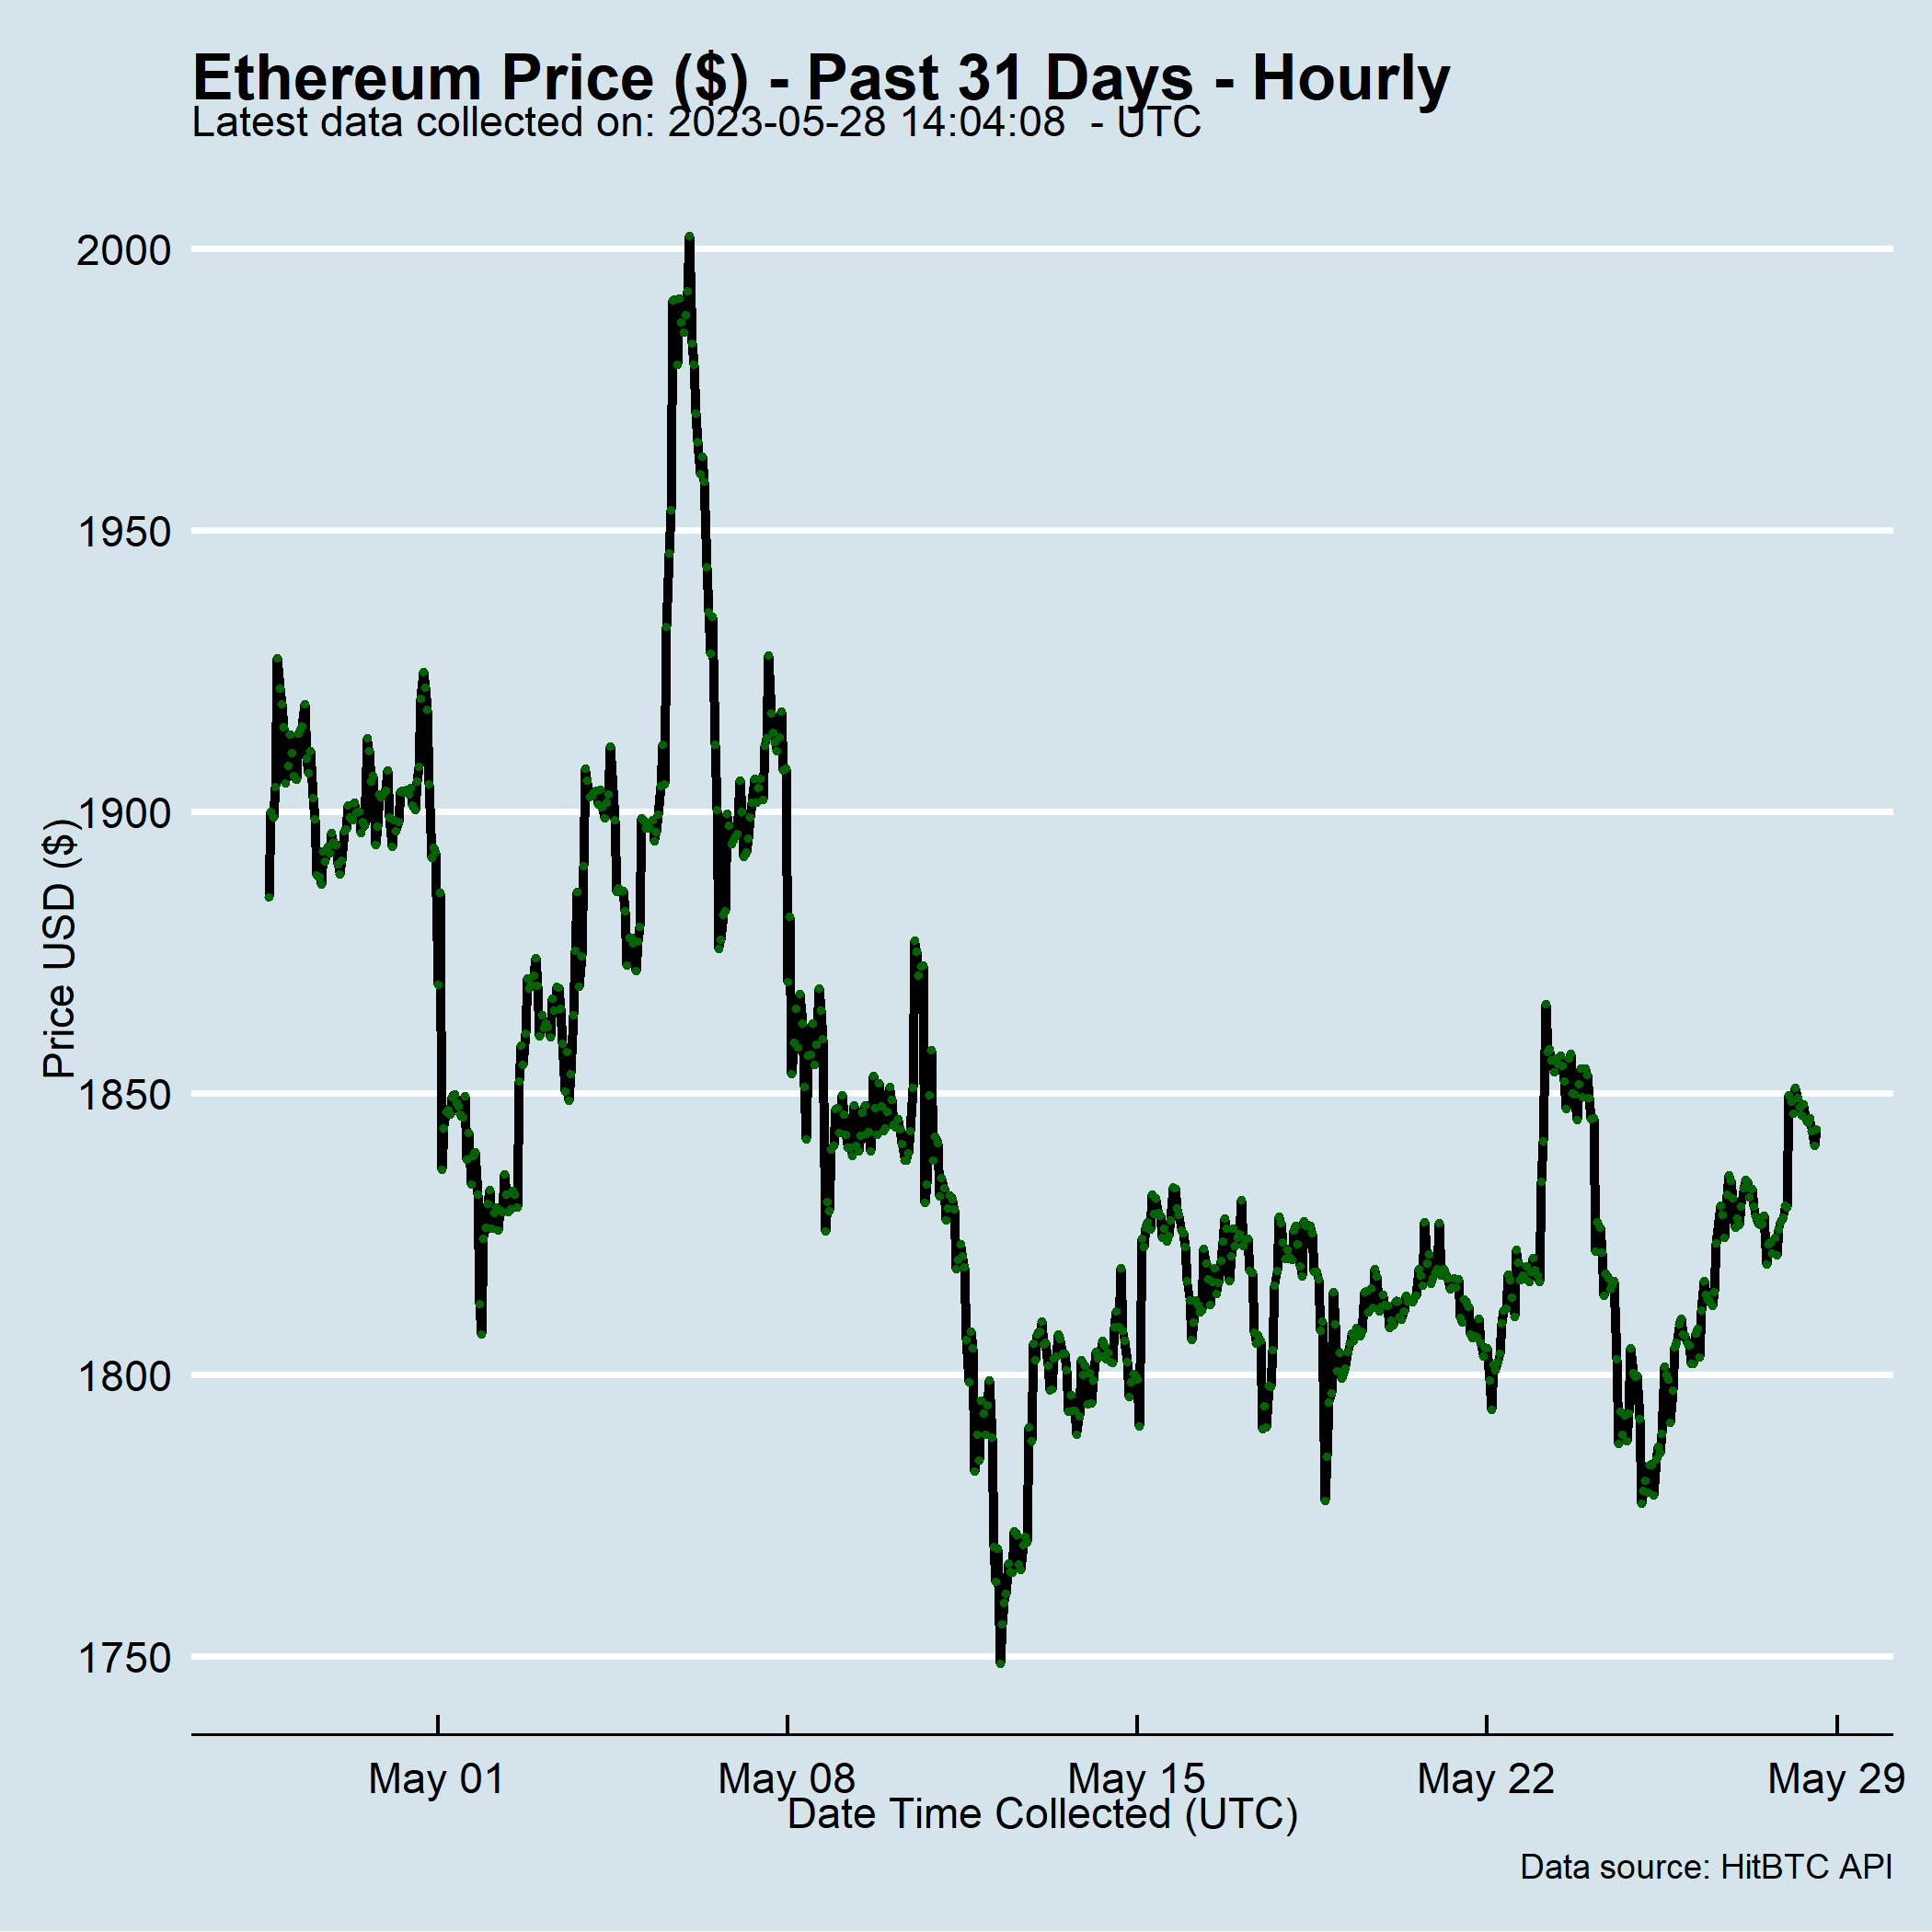 Ethereum Price ($) - Past 31 Days - Hourly
Latest data collected on: 2023-05-28 14:04:08  - UTC
Price USD ($)
2000
1950
1900
1850
1800
1750
May 01
May 08
May 15
May 22
May 29
Date Time Collected (UTC)
Data source: HitBTC API